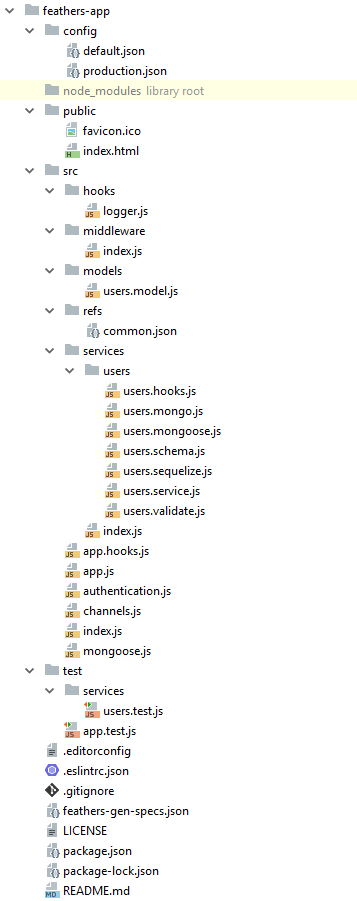 feathers-app
config
default.json
production.json
node_modules library root
public
favicon.ico
index.html
src
hooks
logger.js
middleware
index.js
models
users.model.js
refs
common.json
services
users
users.hooks.js
users.mongo.js
users.mongoose.js
users.schema.js
users.sequelize.js
users.service.js
users.validate.js
index.js
app.hooks.js
app.js
authentication.js
channels.js
index.js
mongoose.js
test
services
users.test.js
app.test.js
.editorconfig
.eslintrc.json
.gitignore
feathers-gen-specs.json
LICENSE
package.json
package-lock.json
README.md